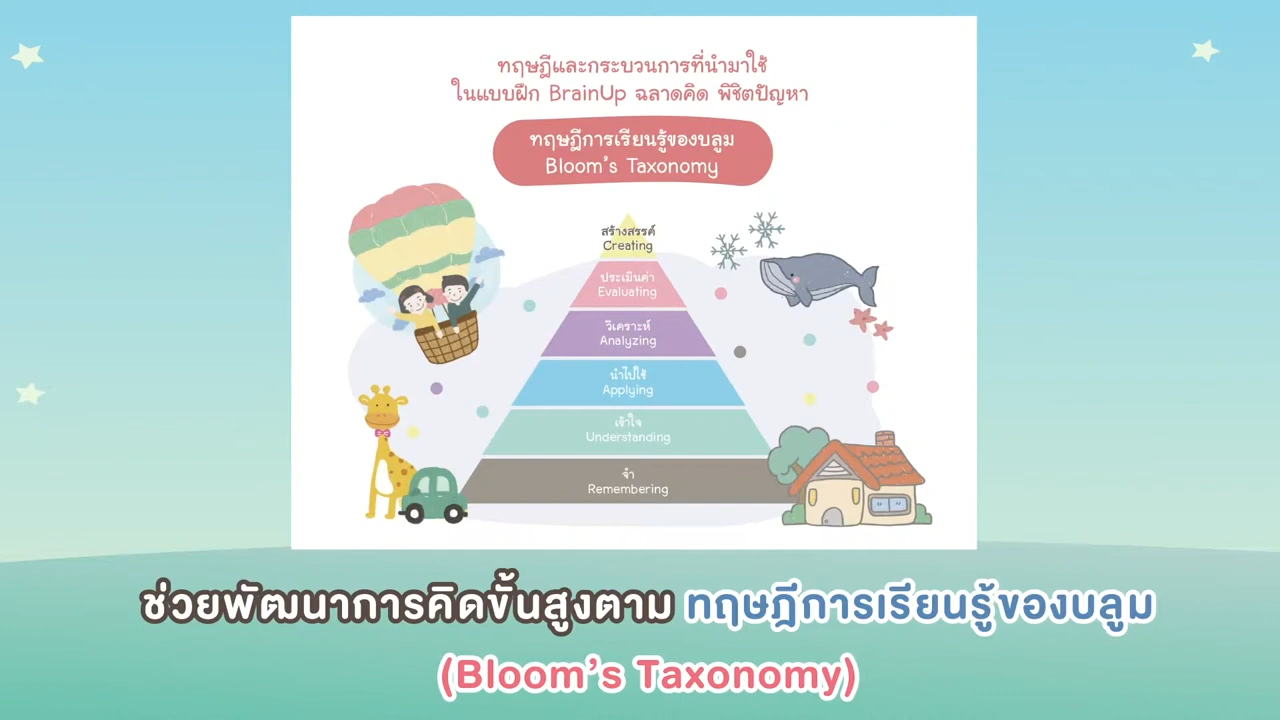 ทฤษฎีและกระบวนการที่นำมาใช้
ในแบบฝึก BrainUp ฉลาดคิด พิชิตปัญหา
ทฤษฎีการเรียนรู้ของบลูม
Bloom's Taxonomy
สร้างสรรค์
Creating
ประเมินค่า
Evaluating
วิเคราะห์
Analyzing
นำไปใช้
Applying
เข้าใจ
Understanding
จำ
Remembering
ช่วยพัฒนาการคิดขั้นสูงตาม ทฤษฎีการเรียนรู้ของบลูม
(Bloom's Taxonomy)